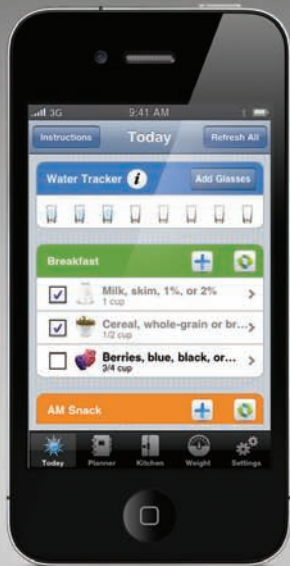 3G 9:41 AM
Instructions Today Refresh All
Water Tracker i Add Glasses
Breakfast
Milk, skim, 1%, or 2%
1 cup
Cereal, whole-grain or br...
1/2 cup
Berries, blue, black, or...
3/4 cup
AM Snack
Today Planner Kitchen Weight Settings